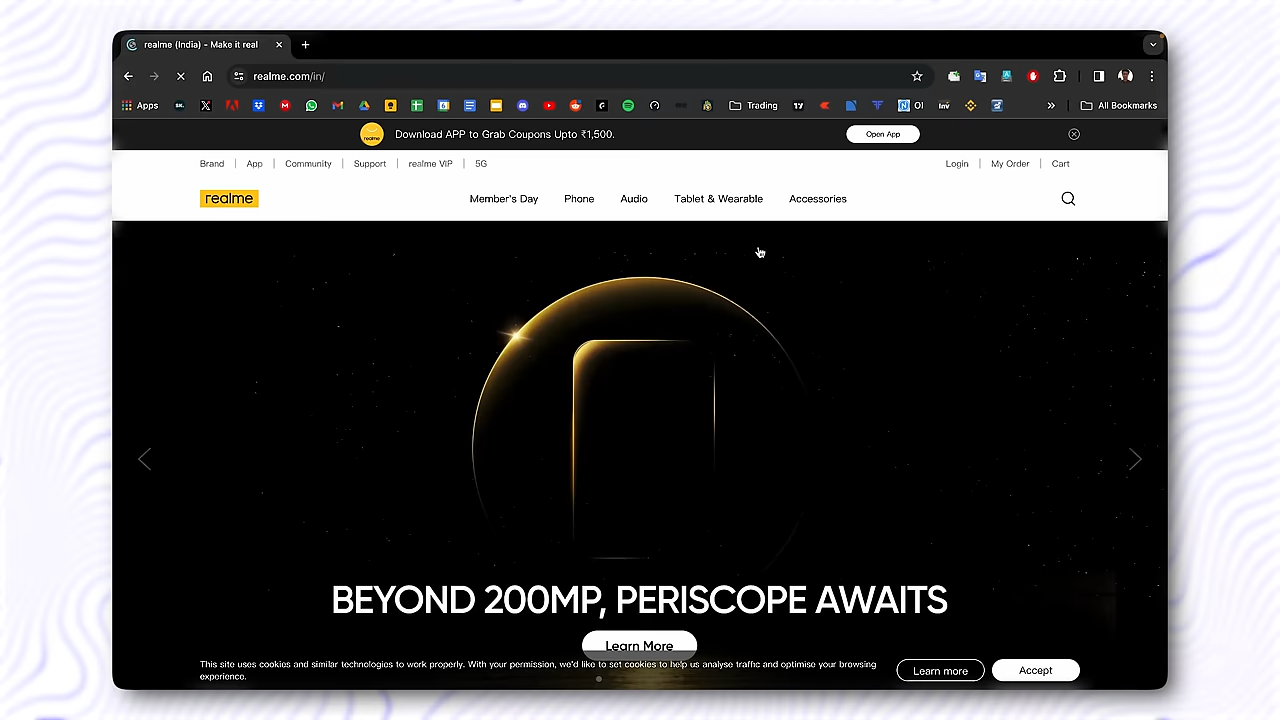 realme (India) - Make it real
realme.com/in/
Apps
Trading
OI
All Bookmarks
realme
Download APP to Grab Coupons Upto ₹1,500.
Open App
Brand | App | Community | Support | realme VIP | 5G
Login | My Order | Cart
realme
Member's Day Phone Audio Tablet & Wearable Accessories
BEYOND 200MP, PERISCOPE AWAITS
Learn More
This site uses cookies and similar technologies to work properly. With your permission, we'd like to set cookies to help us analyse traffic and optimise your browsing
experience.
Learn more
Accept